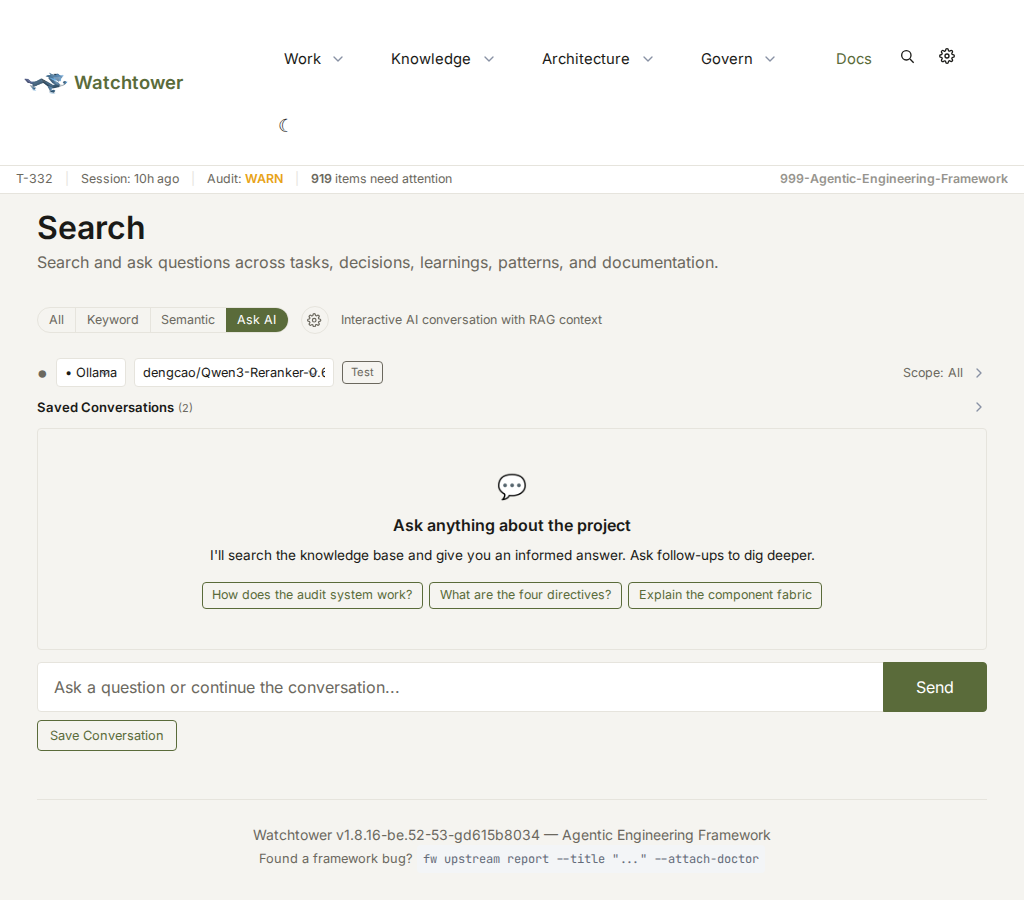 Watchtower
Work
Knowledge
Architecture
Govern
Docs
T-332
Session: 10h ago
Audit: WARN
919 items need attention
999-Agentic-Engineering-Framework
Search
Search and ask questions across tasks, decisions, learnings, patterns, and documentation.
All
Keyword
Semantic
Ask AI
Interactive AI conversation with RAG context
• Ollama
dengcao/Qwen3-Reranker-0.6
Test
Scope: All
Saved Conversations (2)
Ask anything about the project
I'll search the knowledge base and give you an informed answer. Ask follow-ups to dig deeper.
How does the audit system work?
What are the four directives?
Explain the component fabric
Ask a question or continue the conversation...
Send
Save Conversation
Watchtower v1.8.16-be.52-53-gd615b8034 — Agentic Engineering Framework
Found a framework bug? fw upstream report --title "..." --attach-doctor